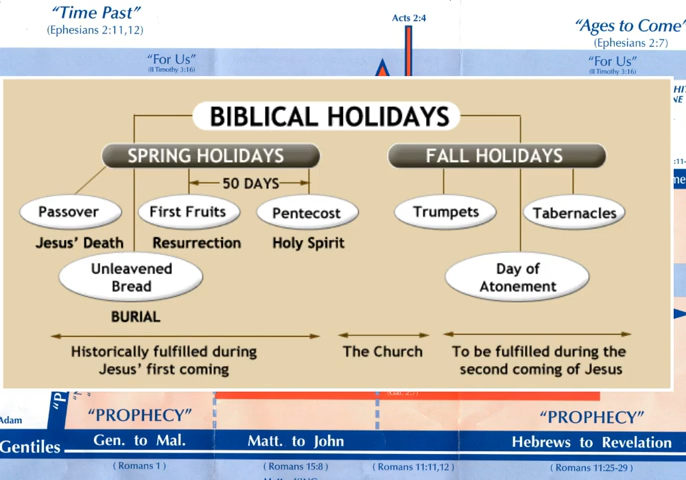 "Time Past"
(Ephesians 2:11,12)
Acts 2:4
"Ages to Come"
(Ephesians 2:7)
"For Us"
(II Timothy 3:16)
"For Us"
(II Timothy 3:16)
BIBLICAL HOLIDAYS
SPRING HOLIDAYS
FALL HOLIDAYS
50 DAYS
Passover
First Fruits
Pentecost
Trumpets
Tabernacles
Jesus' Death
Resurrection
Holy Spirit
Unleavened
Bread
Day of
Atonement
BURIAL
Historically fulfilled during
Jesus' first coming
The Church
To be fulfilled during the
second coming of Jesus
(Gal. 2:7)
Adam
"PROPHECY"
"PROPHECY"
Gentiles
Gen. to Mal.
Matt. to John
Hebrews to Revelation
(Romans 1)
(Romans 15:8)
(Romans 11:11,12)
(Romans 11:25-29)